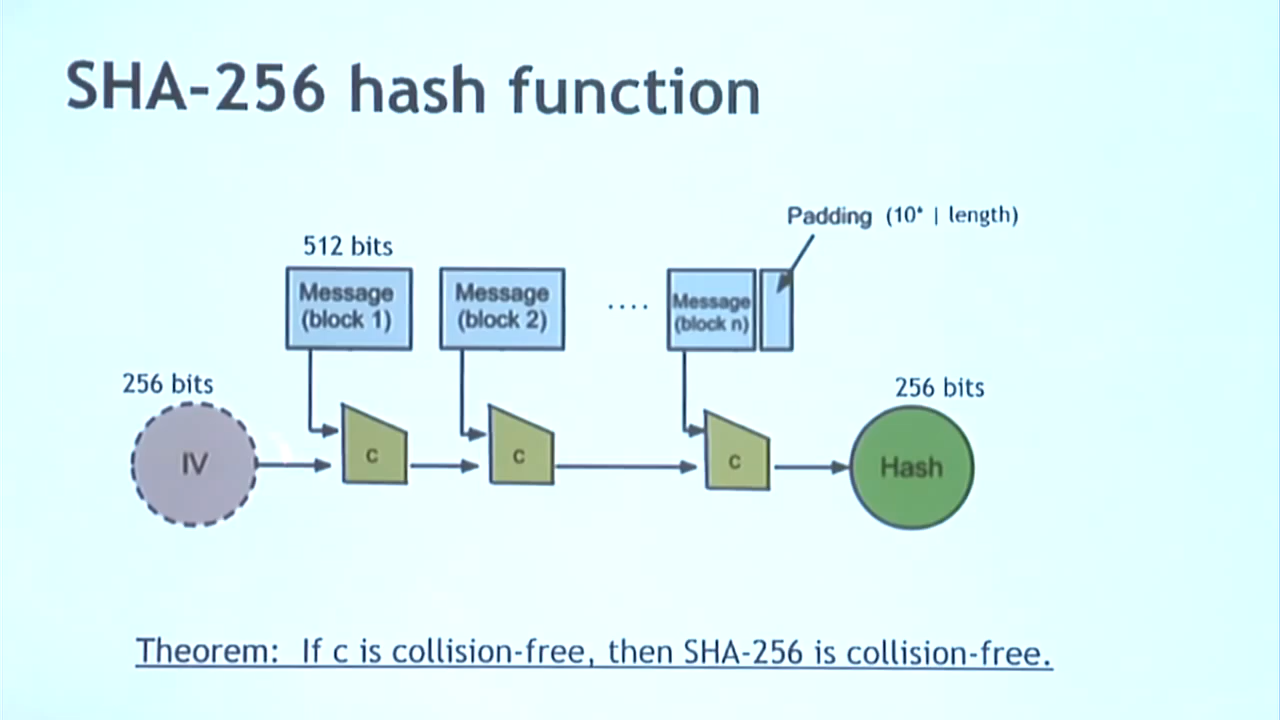 SHA-256 hash function
Padding (10* | length)
512 bits
Message
(block 1)
Message
(block 2)
....
Message
(block n)
256 bits
256 bits
IV
c
c
c
Hash
Theorem: If c is collision-free, then SHA-256 is collision-free.